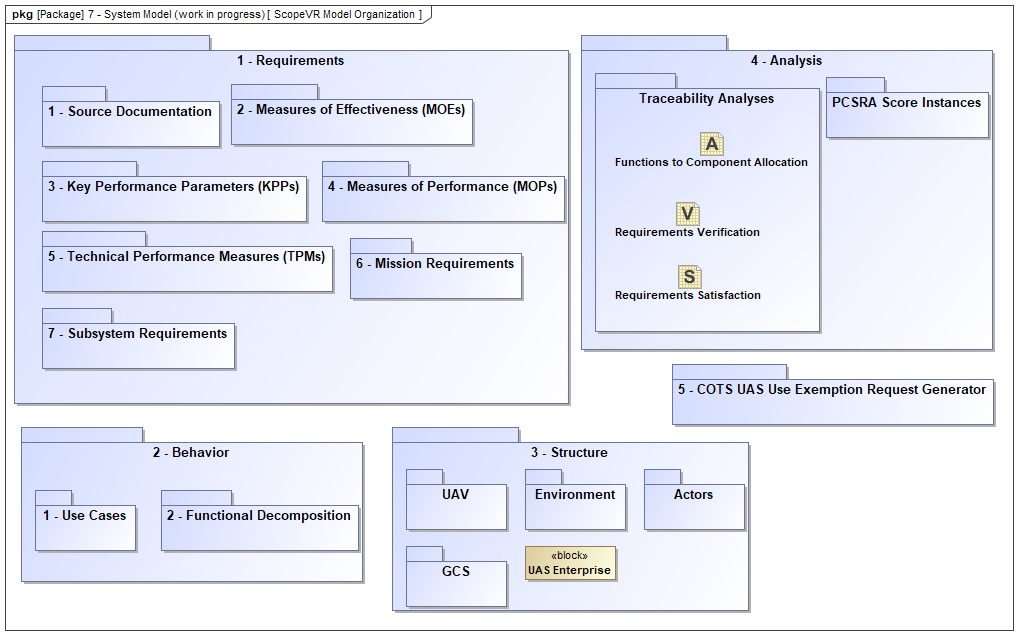 pkg [Package] 7 - System Model (work in progress) [ ScopeVR Model Organization ]
1 - Requirements
1 - Source Documentation
2 - Measures of Effectiveness (MOEs)
3 - Key Performance Parameters (KPPs)
4 - Measures of Performance (MOPs)
5 - Technical Performance Measures (TPMs)
6 - Mission Requirements
7 - Subsystem Requirements
4 - Analysis
Traceability Analyses
A
Functions to Component Allocation
V
Requirements Verification
S
Requirements Satisfaction
PCSRA Score Instances
5 - COTS UAS Use Exemption Request Generator
2 - Behavior
1 - Use Cases
2 - Functional Decomposition
3 - Structure
UAV
Environment
Actors
GCS
«block»
UAS Enterprise